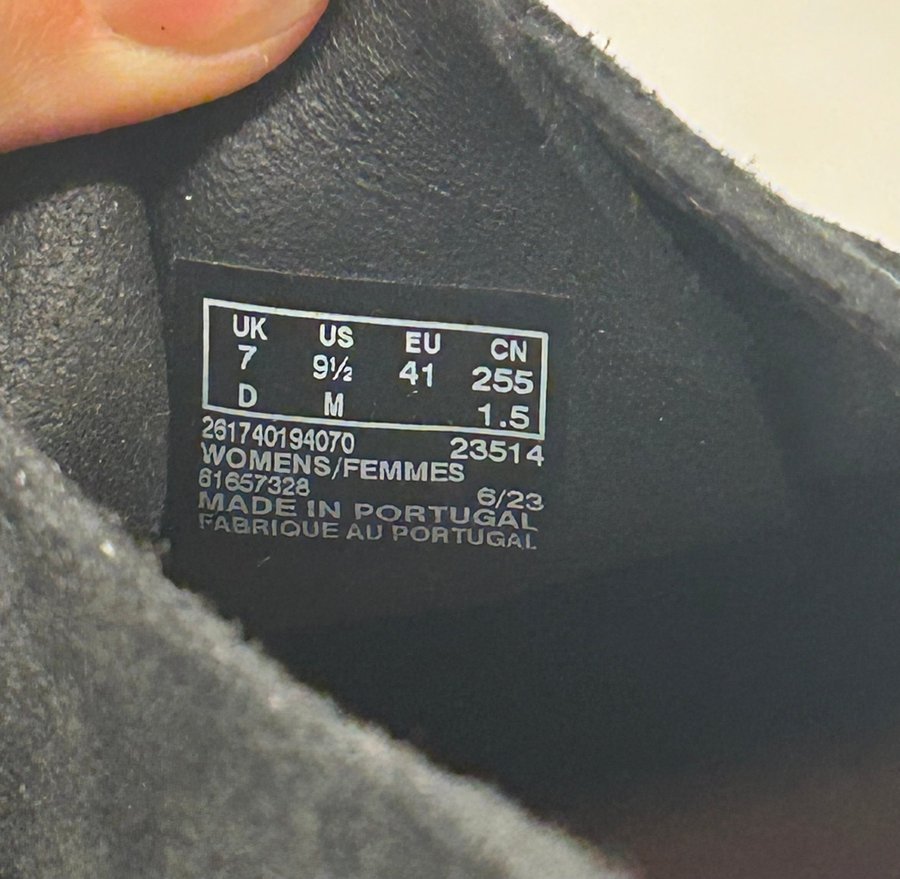 UK US EU CN
7 9½ 41 255
D M 1.5
261740194070 23514
WOMENS/FEMMES
81657328 6/23
MADE IN PORTUGAL
FABRIQUE AU PORTUGAL